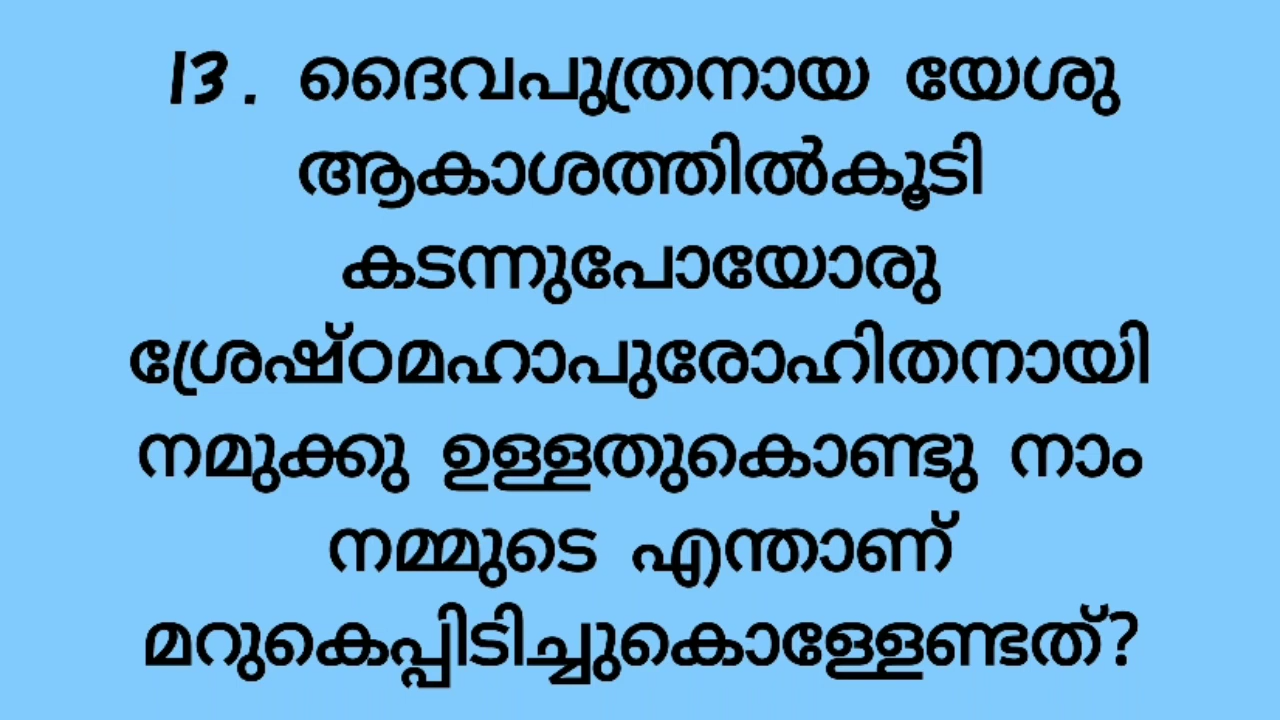 13. ദൈവപുത്രനായ യേശു
ആകാശത്തിൽകൂടി
കടന്നുപോയോരു
ശ്രേഷ്ഠമഹാപുരോഹിതനായി
നമുക്കു ഉള്ളതുകൊണ്ടു നാം
നമ്മുടെ എന്താണ്
മറുകെപ്പിടിച്ചുകൊള്ളേണ്ടത്?